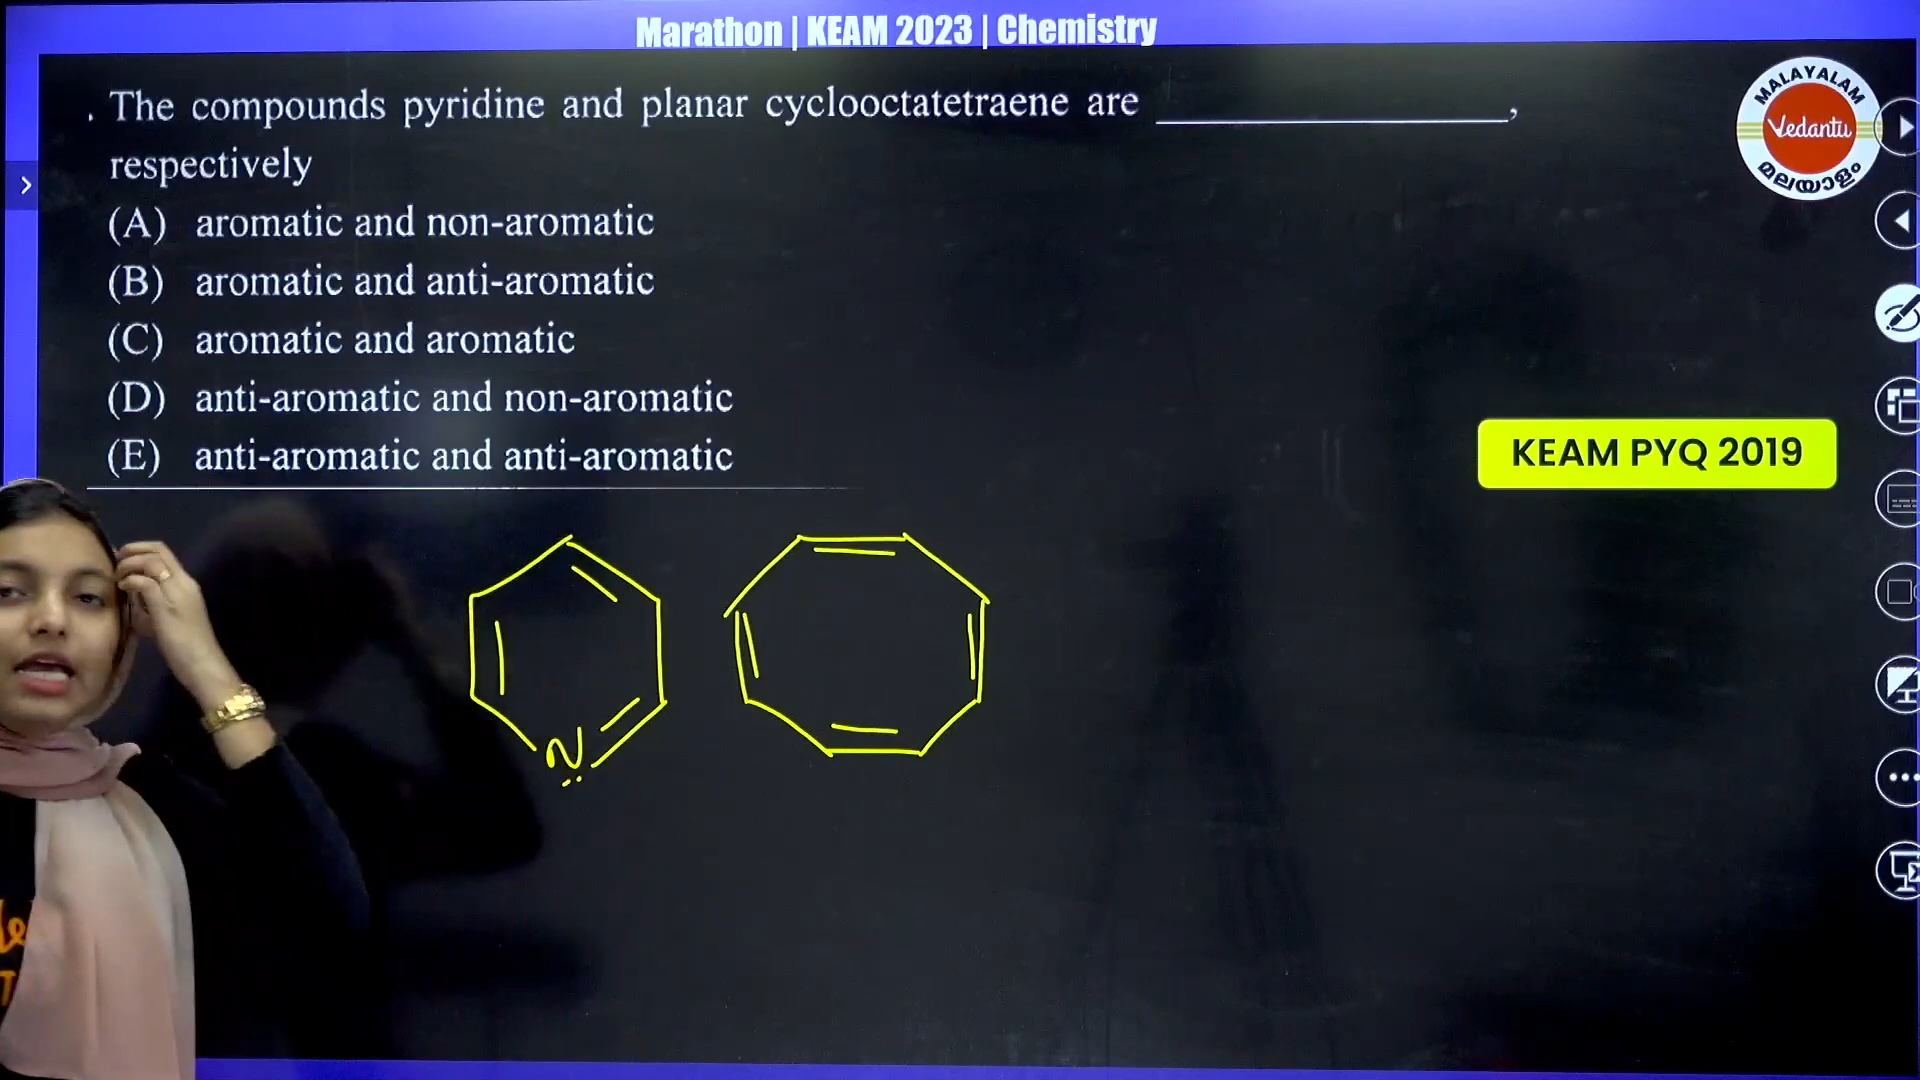 Marathon | KEAM 2023 | Chemistry
. The compounds pyridine and planar cyclooctatetraene are ____________,
respectively
(A) aromatic and non-aromatic
(B) aromatic and anti-aromatic
(C) aromatic and aromatic
(D) anti-aromatic and non-aromatic
(E) anti-aromatic and anti-aromatic
MALAYALAM
Vedantu
മലയാളം
KEAM PYQ 2019
N